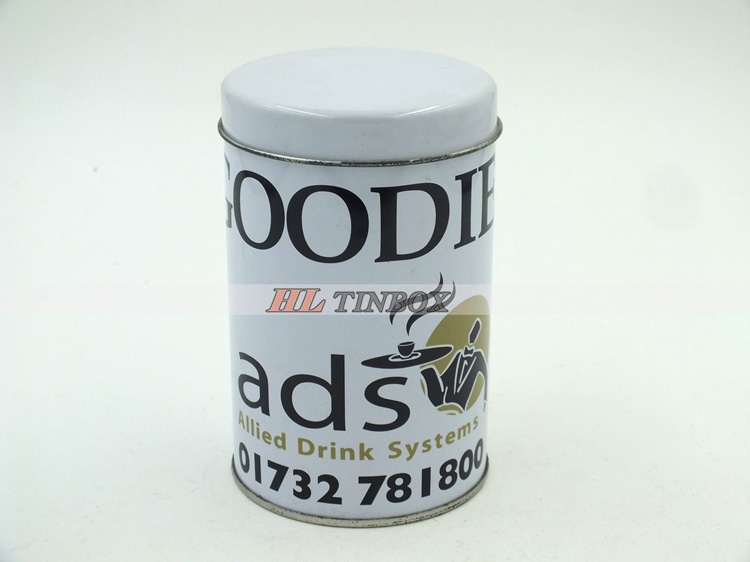 GOODIE
HL TINBOX
ads
Allied Drink Systems
01732 781800